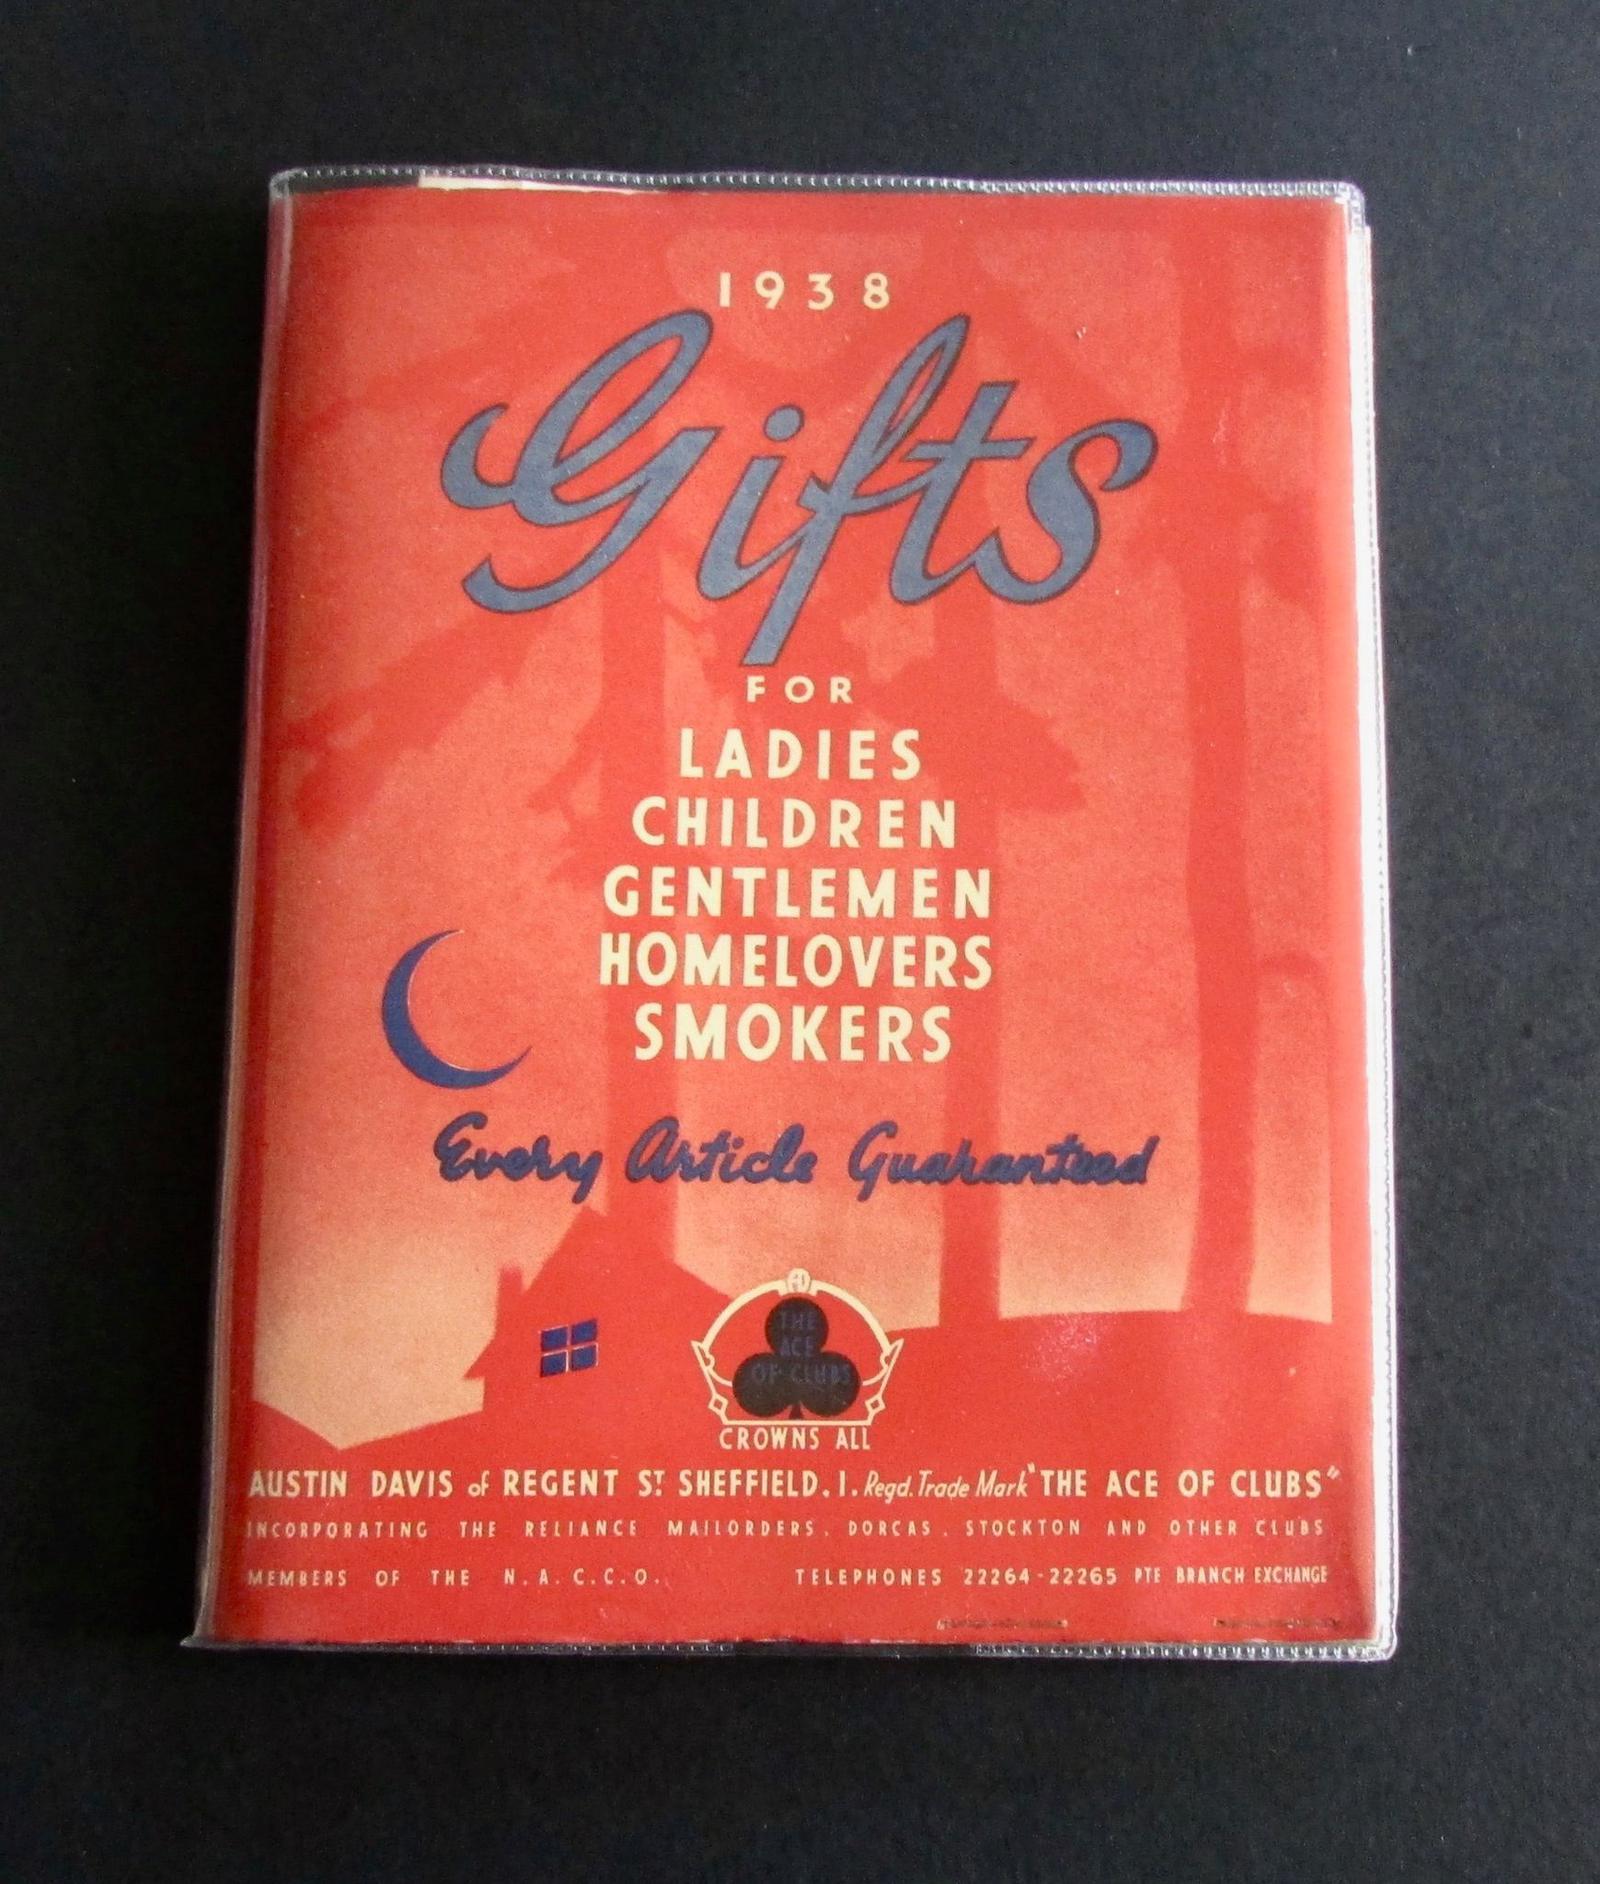 1938
Gifts
FOR
LADIES
CHILDREN
GENTLEMEN
HOMELOVERS
SMOKERS
Every Article Guaranteed
AD
THE
ACE
OF CLUBS
CROWNS ALL
AUSTIN DAVIS of REGENT ST SHEFFIELD. 1. Regd. Trade Mark "THE ACE OF CLUBS"
INCORPORATING THE RELIANCE MAILORDERS, DORCAS, STOCKTON AND OTHER CLUBS
MEMBERS OF THE N.A.C.C.O. TELEPHONES 22264-22265 PTE BRANCH EXCHANGE